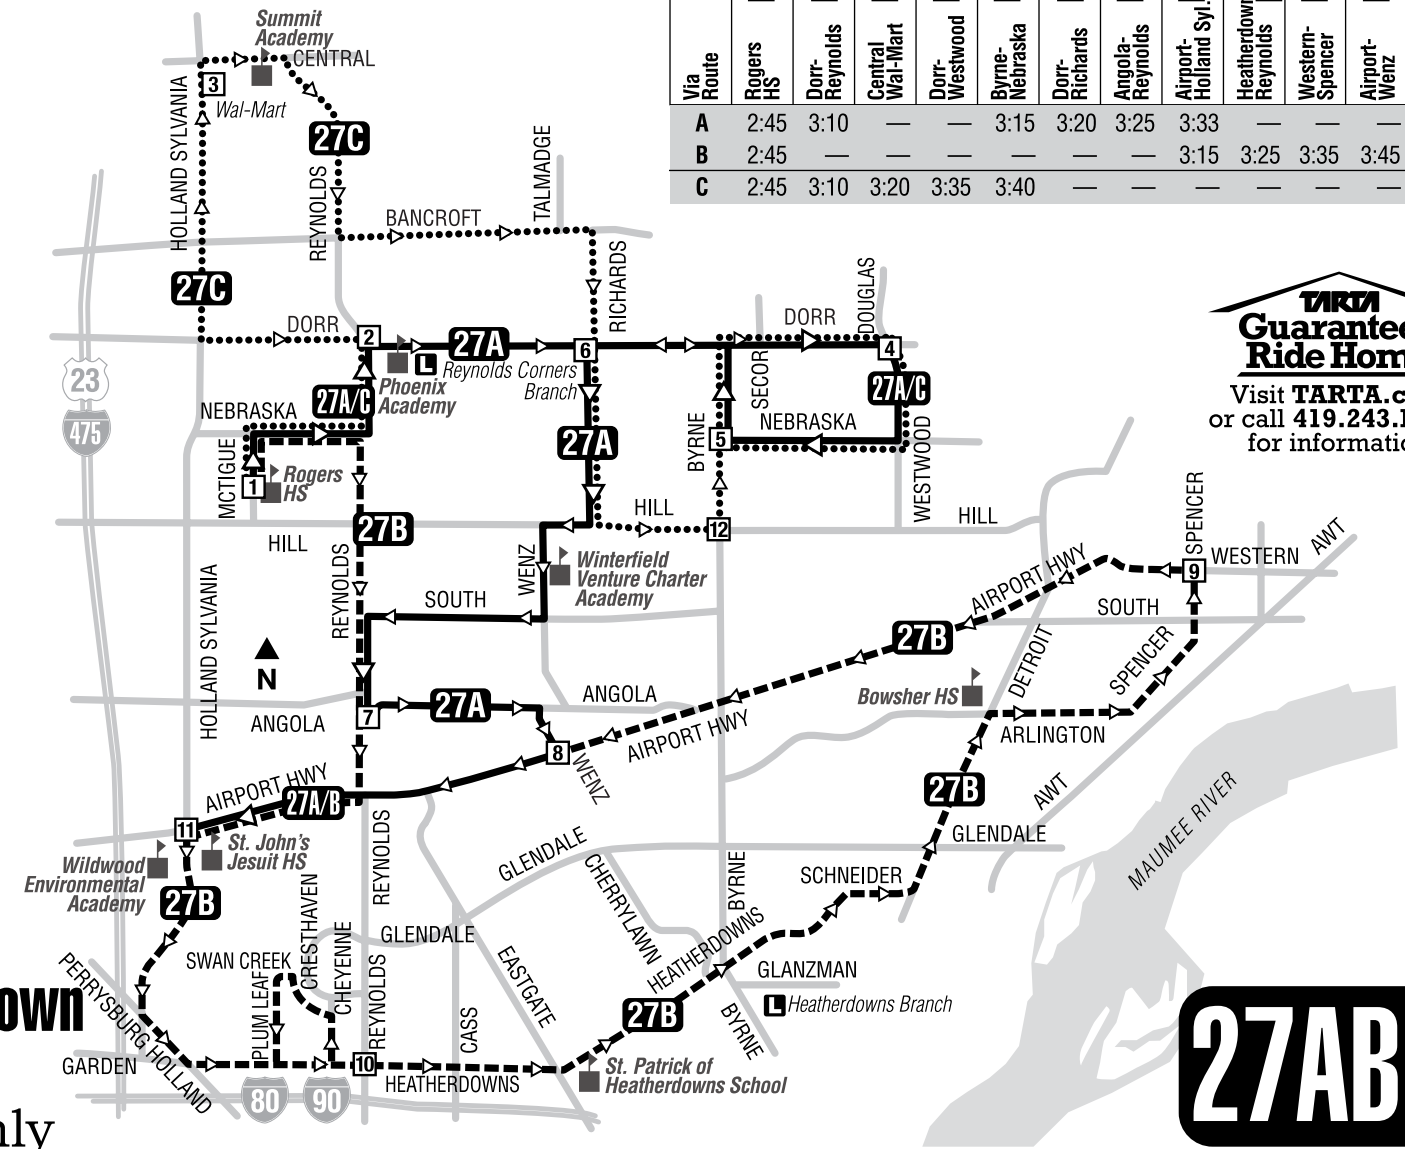 Summit
Academy
CENTRAL
HOLLAND SYLVANIA
3
Wal-Mart
27C
REYNOLDS
BANCROFT
TALMADGE
RICHARDS
27C
DORR
2
27A
6
Phoenix
Academy
L Reynolds Corners
Branch
27A/C
NEBRASKA
MCTIGUE
1
Rogers
HS
23
475
DORR
DOUGLAS
SECOR
4
27A/C
NEBRASKA
BYRNE
5
WESTWOOD
27A
HILL
12
HILL
27B
HILL
REYNOLDS
WENZ
Winterfield
Venture Charter
Academy
SOUTH
HOLLAND SYLVANIA
N
ANGOLA
7
27A
ANGOLA
8
WENZ
AIRPORT HWY
27B
AIRPORT HWY
SPENCER
9
WESTERN
AWT
SOUTH
DETROIT
SPENCER
Bowsher HS
ARLINGTON
27B
AWT
GLENDALE
MAUMEE RIVER
AIRPORT HWY
27A/B
11
St. John's
Jesuit HS
Wildwood
Environmental
Academy
27B
REYNOLDS
GLENDALE
CHERRYLAWN
BYRNE
SCHNEIDER
CRESTHAVEN
SWAN CREEK
CHEYENNE
GLENDALE
EASTGATE
HEATHERDOWNS
GLANZMAN
L Heatherdowns Branch
PERRYSBURG HOLLAND
PLUM LEAF
REYNOLDS
CASS
27B
BYRNE
GARDEN
10
HEATHERDOWNS
St. Patrick of
Heatherdowns School
80
90
own
nly
Via Route | Rogers HS | Dorr-Reynolds | Central Wal-Mart | Dorr-Westwood | Byrne-Nebraska | Dorr-Richards | Angola-Reynolds | Airport-Holland Syl. | Heatherdown Reynolds | Western-Spencer | Airport-Wenz
A 2:45 3:10 — — 3:15 3:20 3:25 3:33 — — —
B 2:45 — — — — — — 3:15 3:25 3:35 3:45
C 2:45 3:10 3:20 3:35 3:40 — — — — — —
TARTA
Guarantee
Ride Hom
Visit TARTA.c
or call 419.243.
for informatio
27AB